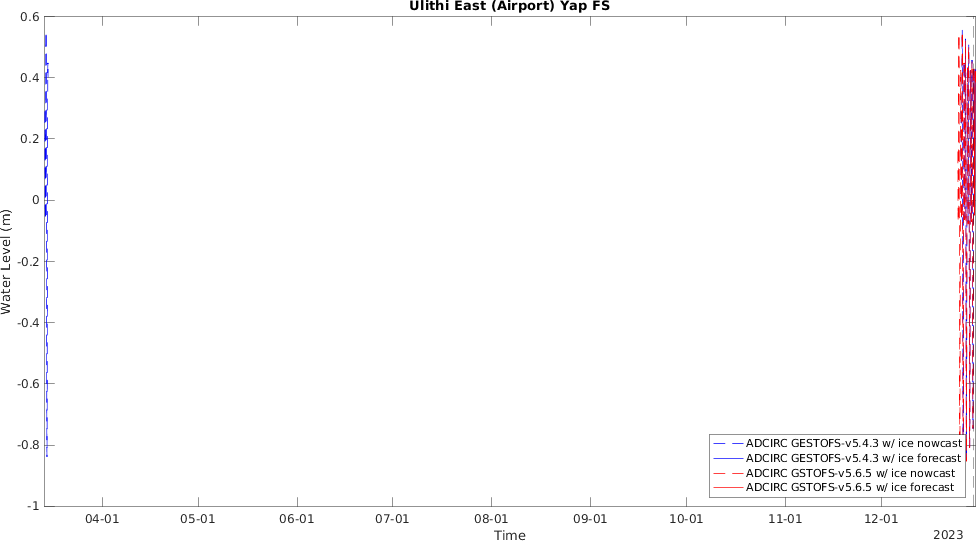 Ulithi East (Airport) Yap FS
0.6
0.4
0.2
0
-0.2
-0.4
-0.6
-0.8
-1
Water Level (m)
ADCIRC GESTOFS-v5.4.3 w/ ice nowcast
ADCIRC GESTOFS-v5.4.3 w/ ice forecast
ADCIRC GSTOFS-v5.6.5 w/ ice nowcast
ADCIRC GSTOFS-v5.6.5 w/ ice forecast
04-01 05-01 06-01 07-01 08-01 09-01 10-01 11-01 12-01
Time
2023